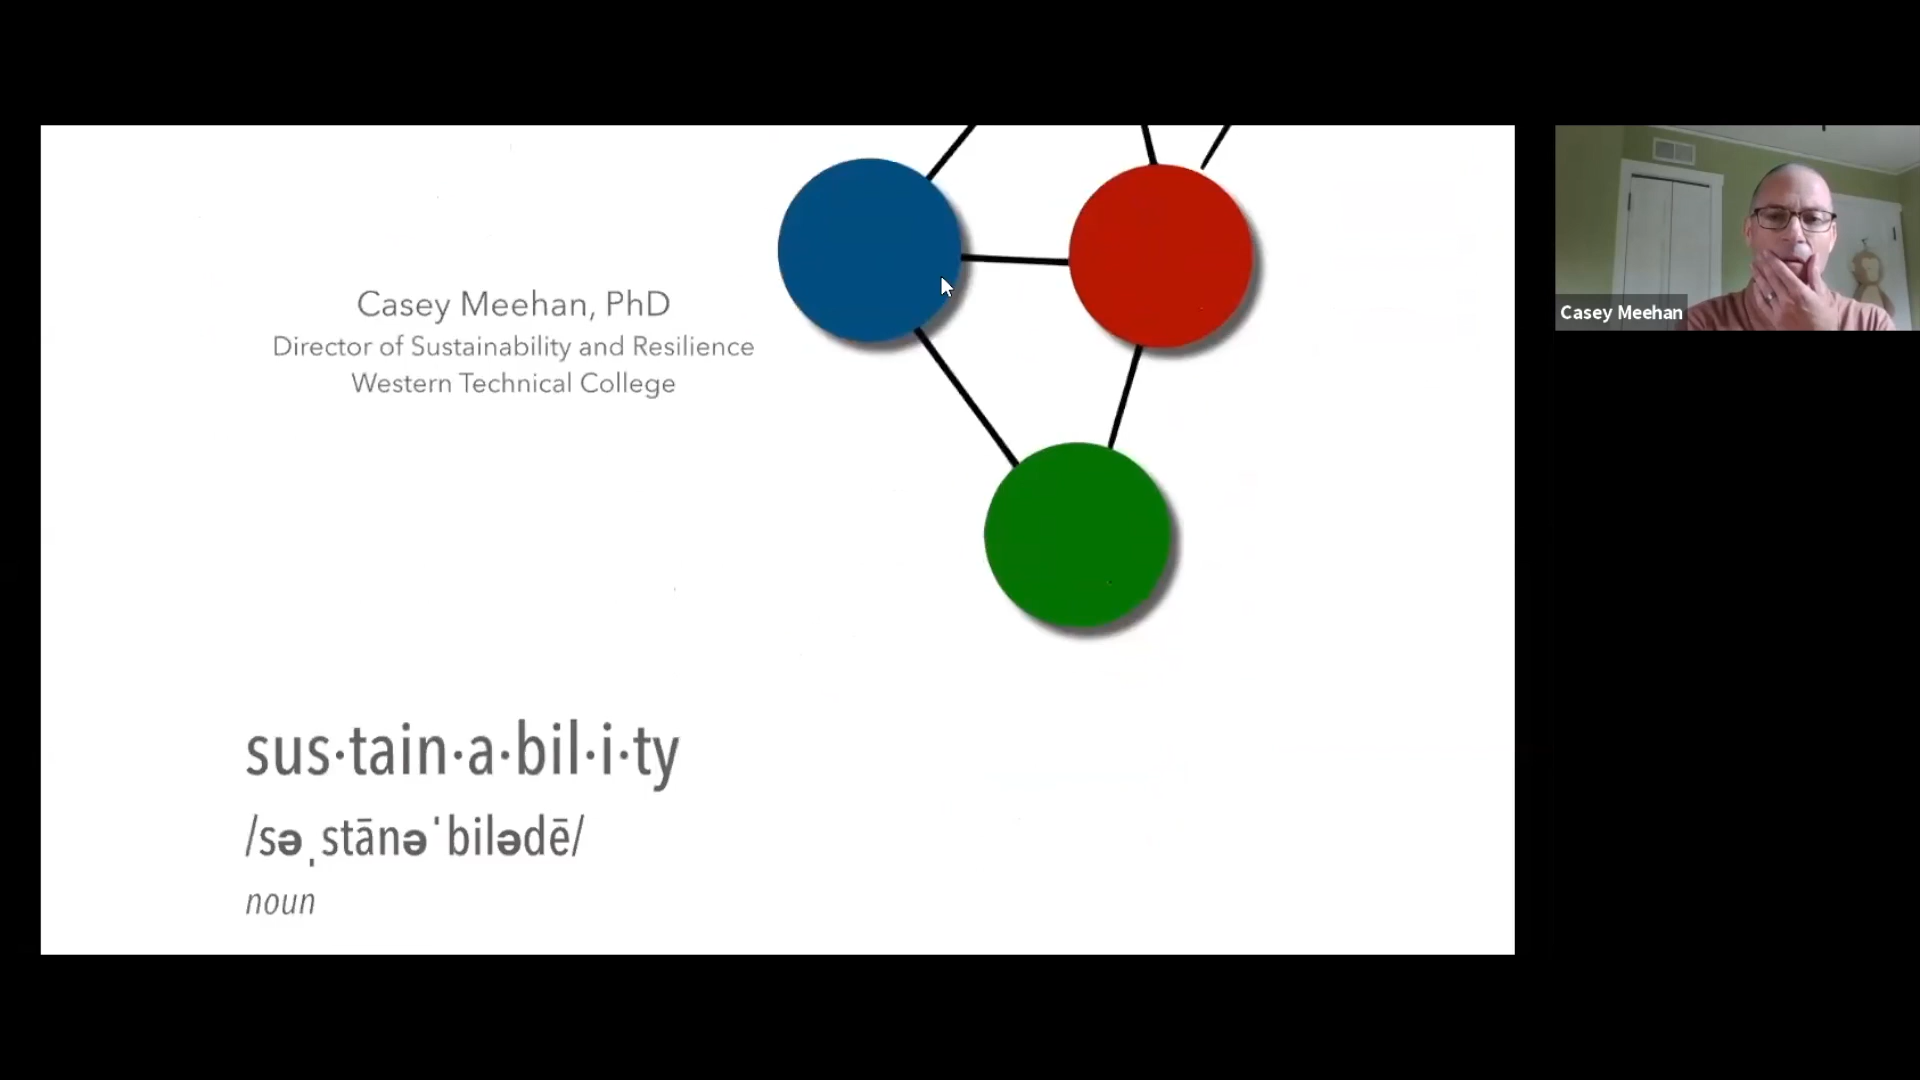 Casey Meehan, PhD
Director of Sustainability and Resilience
Western Technical College
sus·tain·a·bil·i·ty
/səˌstānəˈbilədē/
noun
Casey Meehan